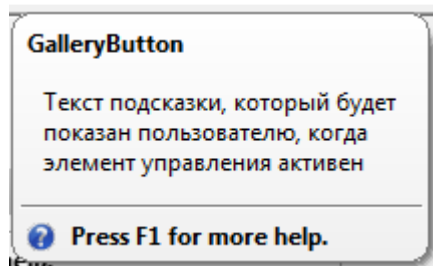 GalleryButton
Текст подсказки, который будет
показан пользователю, когда
элемент управления активен
Press F1 for more help.